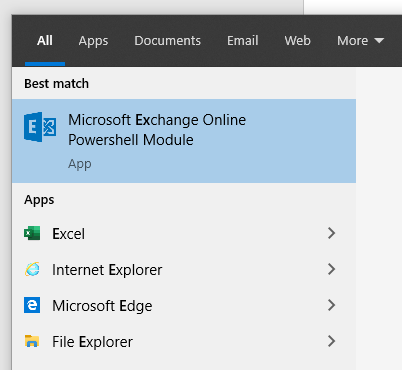 All Apps Documents Email Web More
Best match
Microsoft Exchange Online
Powershell Module
App
Apps
Excel
Internet Explorer
Microsoft Edge
File Explorer